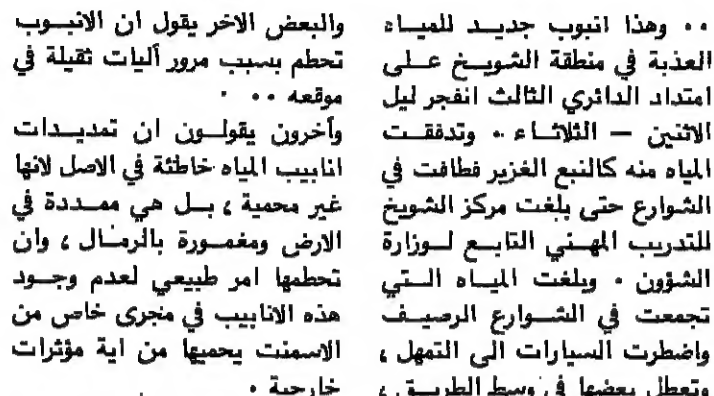 •• وهذا انبوب جديد للمياه
العذبة في منطقة الشويخ على
امتداد الدائري الثالث انفجر ليل
الاثنين — الثلاثاء •• وتدفقت
المياه منه كالنبع الغزير فطافت في
الشوارع حتى بلغت مركز الشويخ
للتدريب المهني التابع لوزارة
الشؤون • وبلغت المياه التي
تجمعت في الشوارع الرصيف
واضطرت السيارات الى التمهل ،
وتعطل بعضها في وسط الطريق ،
والبعض الاخر يقول ان الانبوب
تحطم بسبب مرور آليات ثقيلة في
موقعه •• •
وآخرون يقولون ان تمديدات
انابيب المياه خاطئة في الاصل لانها
غير محمية ، بل هي ممددة في
الارض ومغمورة بالرمال ، وان
تحطمها امر طبيعي لعدم وجود
هذه الانابيب في مجرى خاص من
الاسمنت يحميها من اية مؤثرات
خارجية •